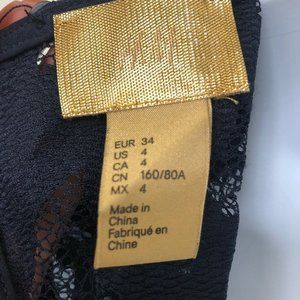 EUR 34
US 4
CA 4
CN 160/80A
MX 4
Made in
China
Fabriqué en
Chine